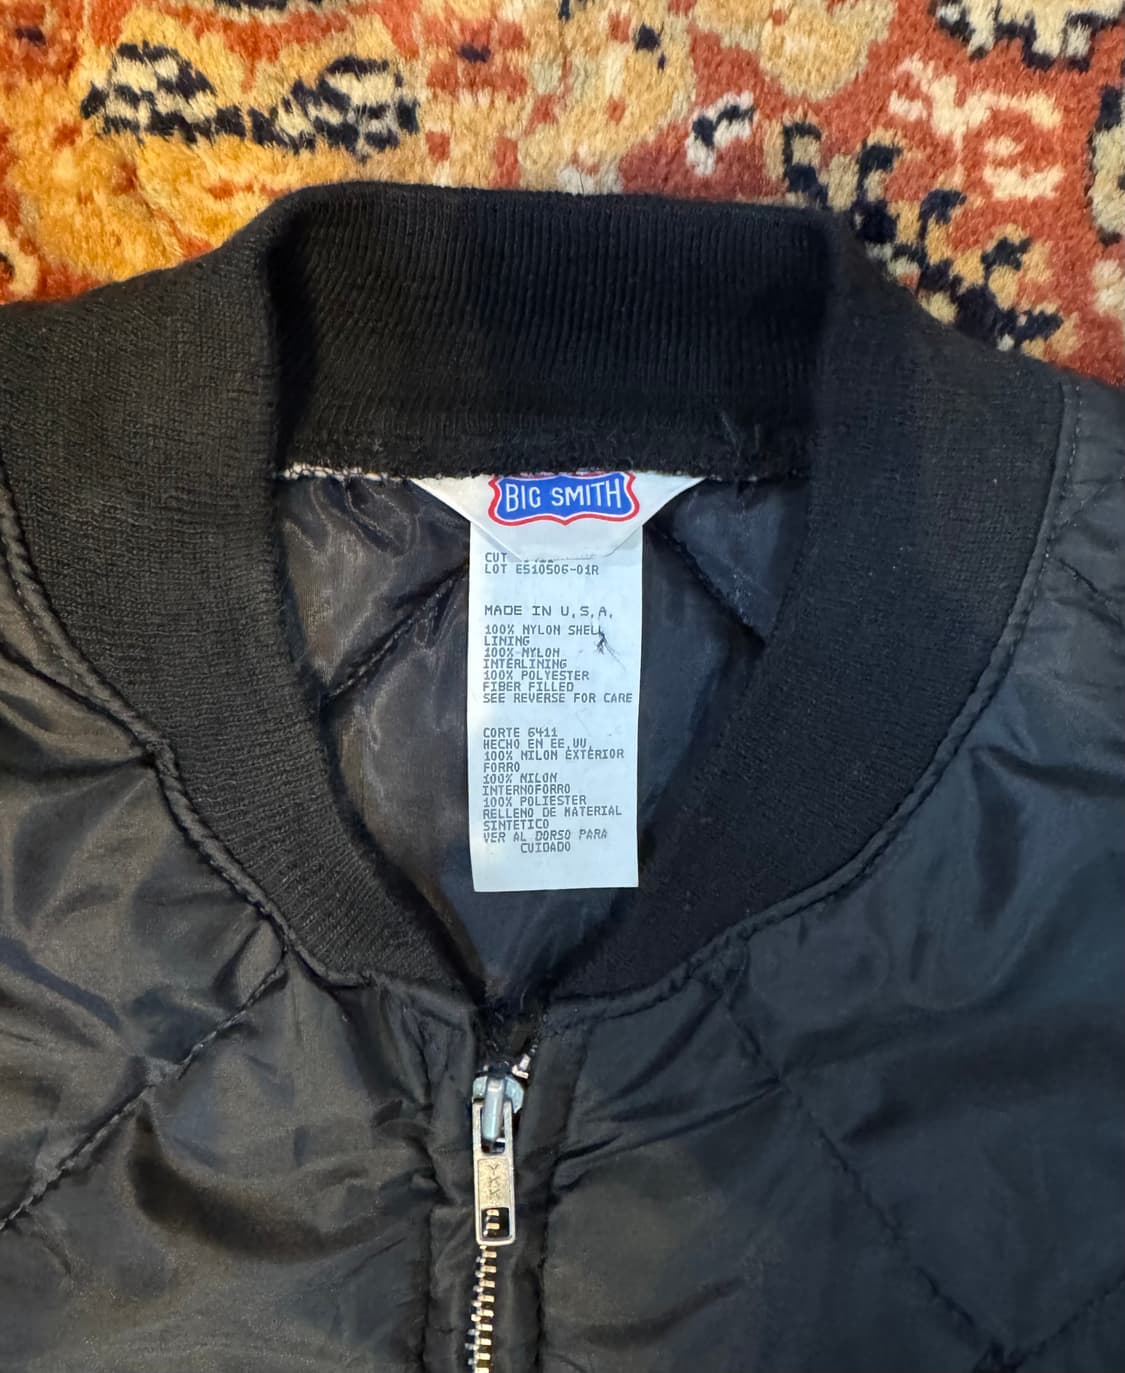 BIG SMITH
CUT
LOT E510506-01R
MADE IN U.S.A.
100% NYLON SHELL
LINING
100% NYLON
INTERLINING
100% POLYESTER
FIBER FILLED
SEE REVERSE FOR CARE
CORTE 6411
HECHO EN EE.UU.
100% NILON EXTERIOR
FORRO
100% NILON
INTERNOFORRO
100% POLIESTER
RELLENO DE MATERIAL
SINTETICO
VER AL DORSO PARA
CUIDADO
YKK